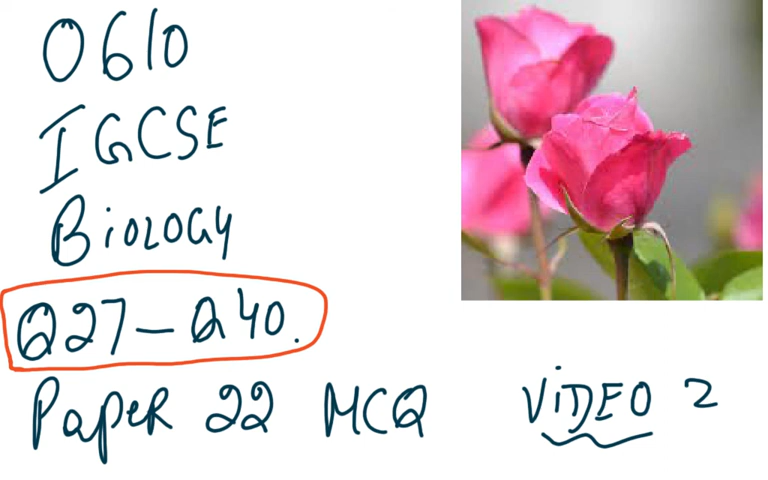 0610
IGCSE
BIOLOGY
Q27 - Q40.
PAPER 22 MCQ
VIDEO 2